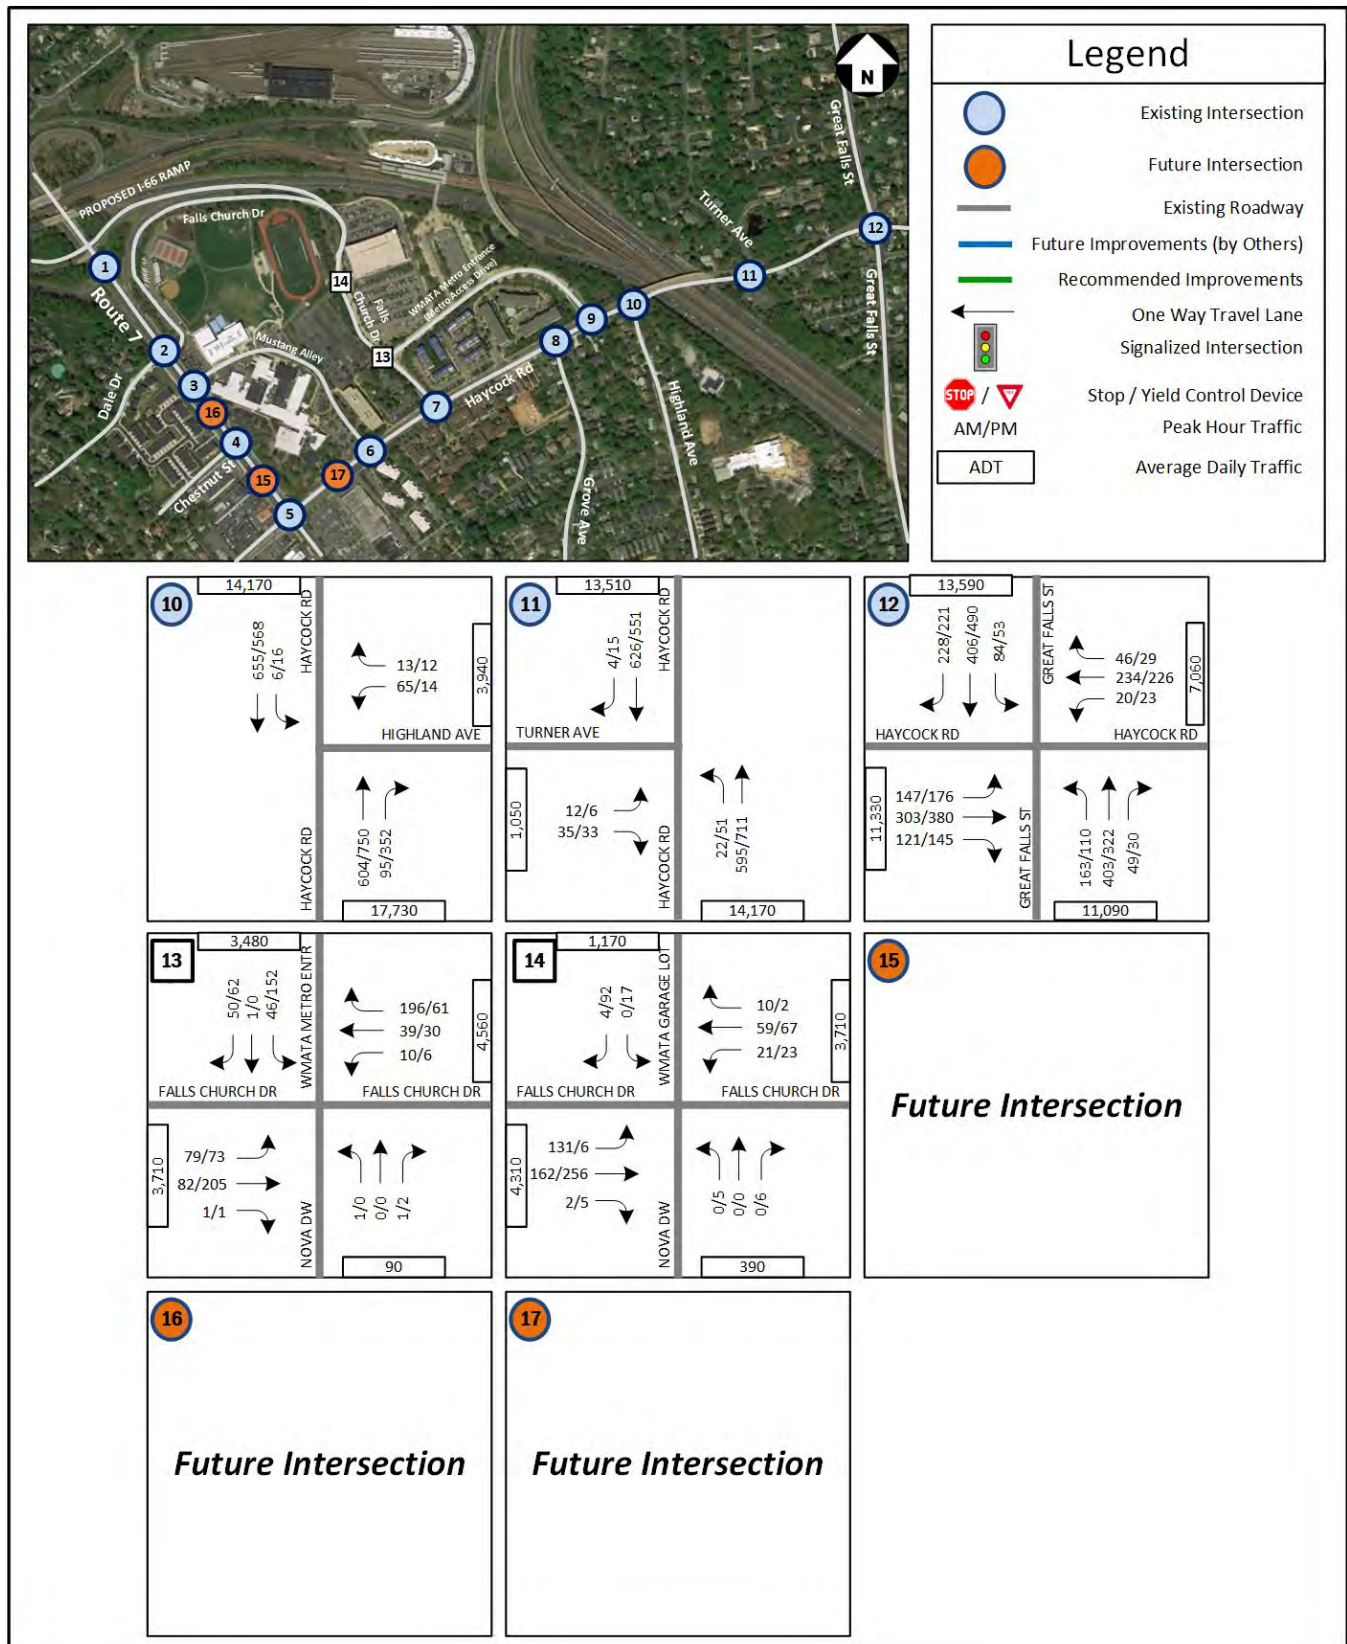 N
PROPOSED I-66 RAMP
Falls Church Dr
Great Falls St
Turner Ave
12
1
14
WMATA Metro Entrance
(Metro Access Drive)
11
Route 7
Falls
Church Dr
10
9
Great Falls St
2
Mustang Alley
13
8
Dale Dr
3
Haycock Rd
Highland Ave
16
7
4
6
Chestnut St
15
17
5
Grove Ave
Legend
Existing Intersection
Future Intersection
Existing Roadway
Future Improvements (by Others)
Recommended Improvements
One Way Travel Lane
Signalized Intersection
STOP / Stop / Yield Control Device
AM/PM Peak Hour Traffic
ADT Average Daily Traffic
10
14,170
655/568
6/16
HAYCOCK RD
13/12
65/14
3,940
HIGHLAND AVE
HAYCOCK RD
604/750
95/352
17,730
11
13,510
4/15
626/551
HAYCOCK RD
TURNER AVE
1,050
12/6
35/33
HAYCOCK RD
22/51
595/711
14,170
12
13,590
228/221
406/490
84/53
GREAT FALLS ST
46/29
234/226
20/23
7,060
HAYCOCK RD
HAYCOCK RD
11,330
147/176
303/380
121/145
GREAT FALLS ST
163/110
403/322
49/30
11,090
13
3,480
50/62
1/0
46/152
WMATA METRO ENTR
196/61
39/30
10/6
4,560
FALLS CHURCH DR
FALLS CHURCH DR
3,710
79/73
82/205
1/1
NOVA DW
1/0
0/0
1/2
90
14
1,170
4/92
0/17
WMATA GARAGE LOT
10/2
59/67
21/23
3,710
FALLS CHURCH DR
FALLS CHURCH DR
4,310
131/6
162/256
2/5
NOVA DW
0/5
0/0
0/6
390
15
Future Intersection
16
Future Intersection
17
Future Intersection